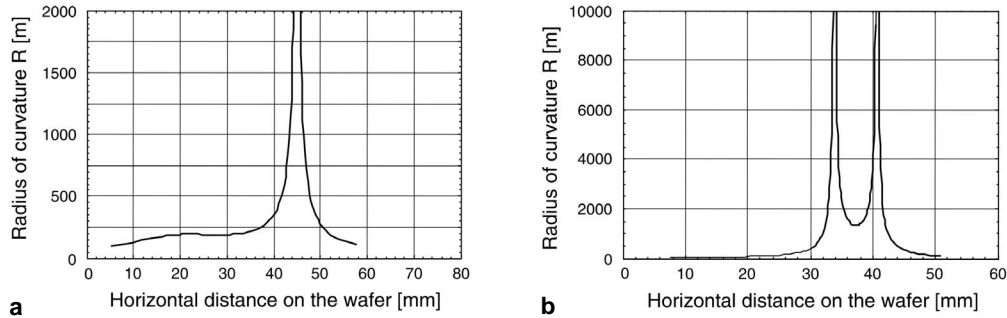 2000
1500
1000
500
0
Radius of curvature R [m]
0 10 20 30 40 50 60 70 80
Horizontal distance on the wafer [mm]
a
10000
8000
6000
4000
2000
0
Radius of curvature R [m]
0 10 20 30 40 50 60
Horizontal distance on the wafer [mm]
b